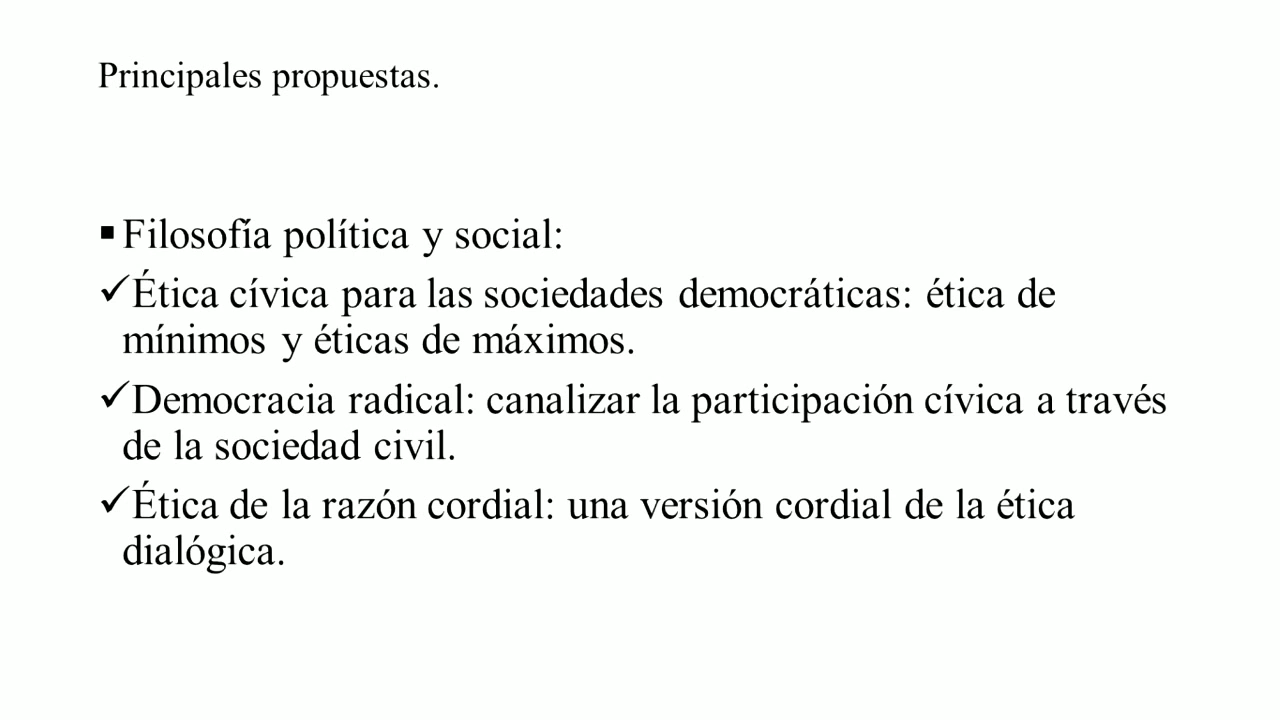 Principales propuestas.
▪ Filosofía política y social:
✓Ética cívica para las sociedades democráticas: ética de
mínimos y éticas de máximos.
✓Democracia radical: canalizar la participación cívica a través
de la sociedad civil.
✓Ética de la razón cordial: una versión cordial de la ética
dialógica.